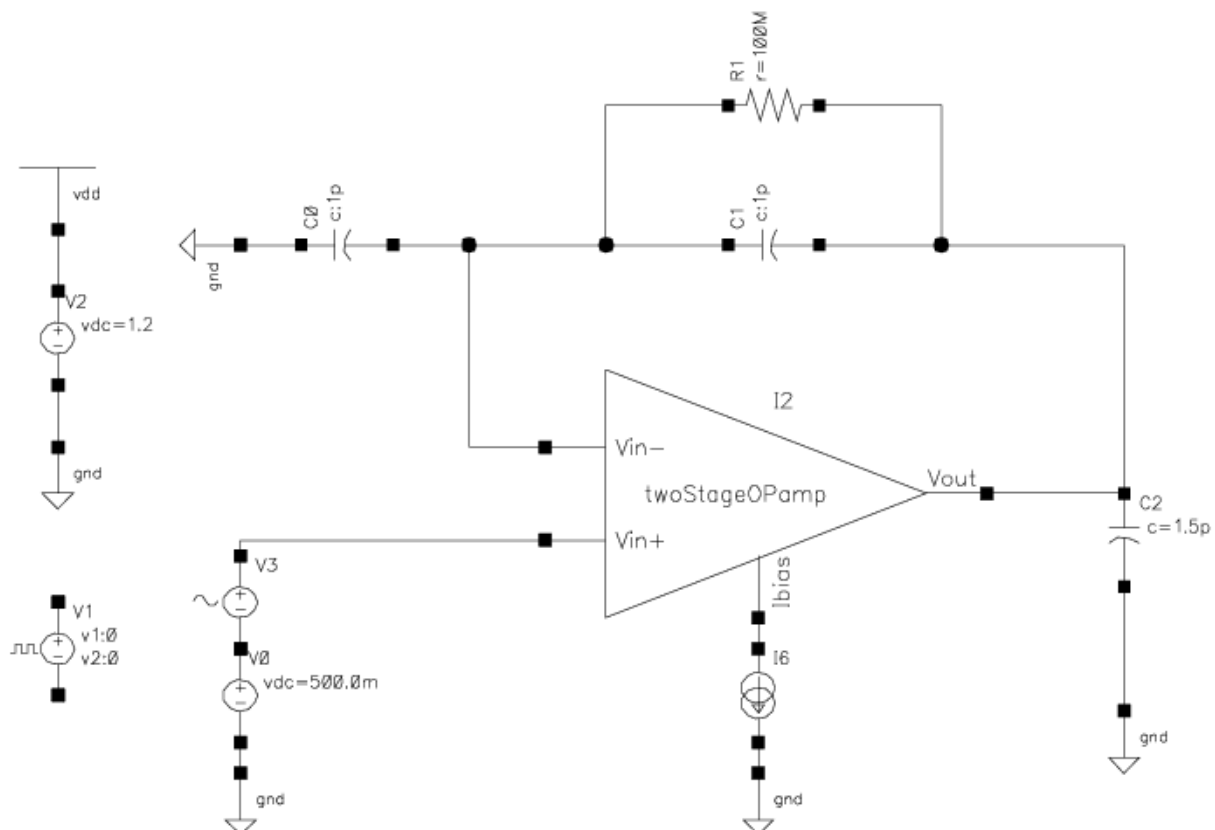 R1
r=100M
vdd
C0
c:1p
C1
c:1p
gnd
V2
vdc=1.2
gnd
I2
Vin-
twoStageOPamp
Vin+
Vout
C2
c=1.5p
Ibias
V3
V1
v1:0
v2:0
V0
vdc=500.0m
I6
gnd
gnd
gnd